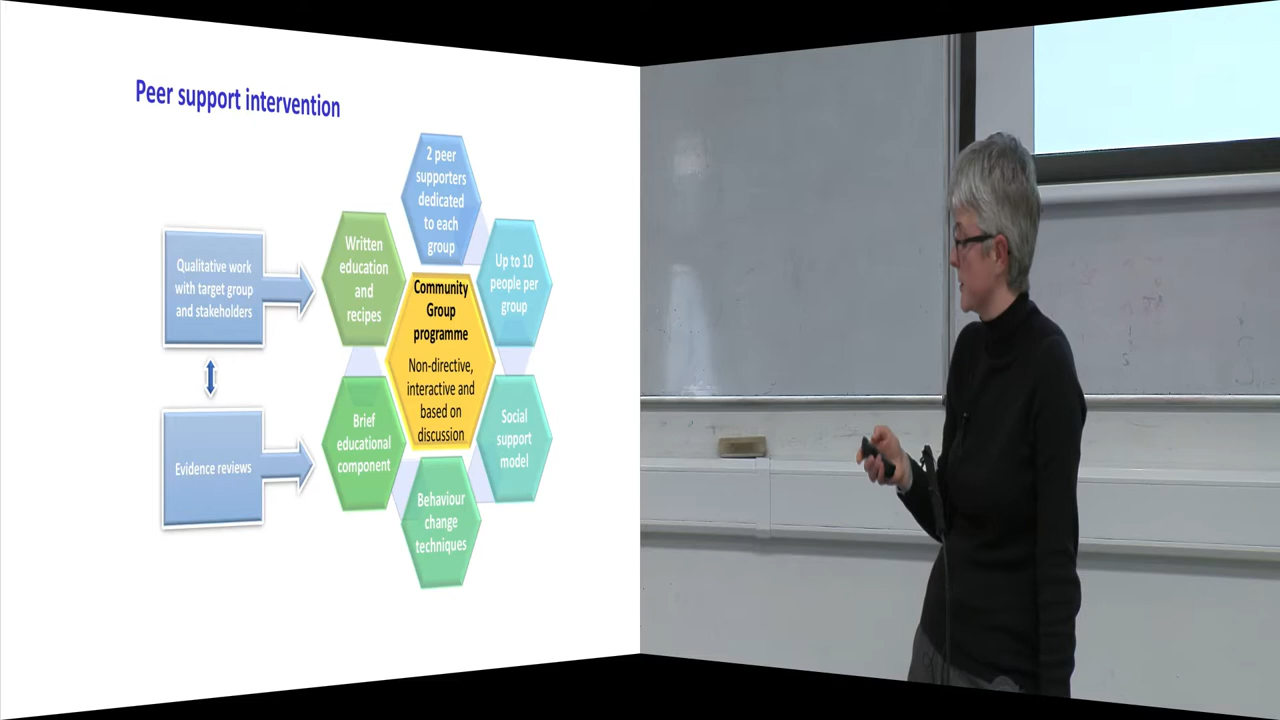 Peer support intervention
2 peer
supporters
dedicated
to each
group
Written
education
and
recipes
Up to 10
people per
group
Qualitative work
with target group
and stakeholders
Community
Group
programme
Non-directive,
interactive and
based on
discussion
Brief
educational
component
Social
support
model
Evidence reviews
Behaviour
change
techniques